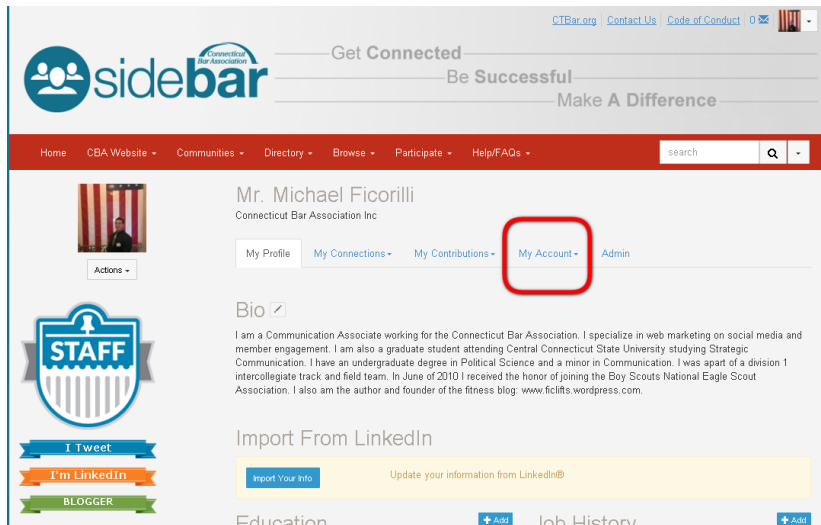 CTBar.org Contact Us Code of Conduct 0
Connecticut
Bar Association
sidebar
Get Connected
Be Successful
Make A Difference
Home CBA Website Communities Directory Browse Participate Help/FAQs search
Mr. Michael Ficorilli
Connecticut Bar Association Inc
My Profile My Connections My Contributions My Account Admin
Actions
Bio
I am a Communication Associate working for the Connecticut Bar Association. I specialize in web marketing on social media and
member engagement. I am also a graduate student attending Central Connecticut State University studying Strategic
Communication. I have an undergraduate degree in Political Science and a minor in Communication. I was apart of a division 1
intercollegiate track and field team. In June of 2010 I received the honor of joining the Boy Scouts National Eagle Scout
Association. I also am the author and founder of the fitness blog: www.ficlifts.wordpress.com.
STAFF
I Tweet
I'm LinkedIn
BLOGGER
Import From LinkedIn
Import Your Info Update your information from LinkedIn®
Education + Add Job History + Add